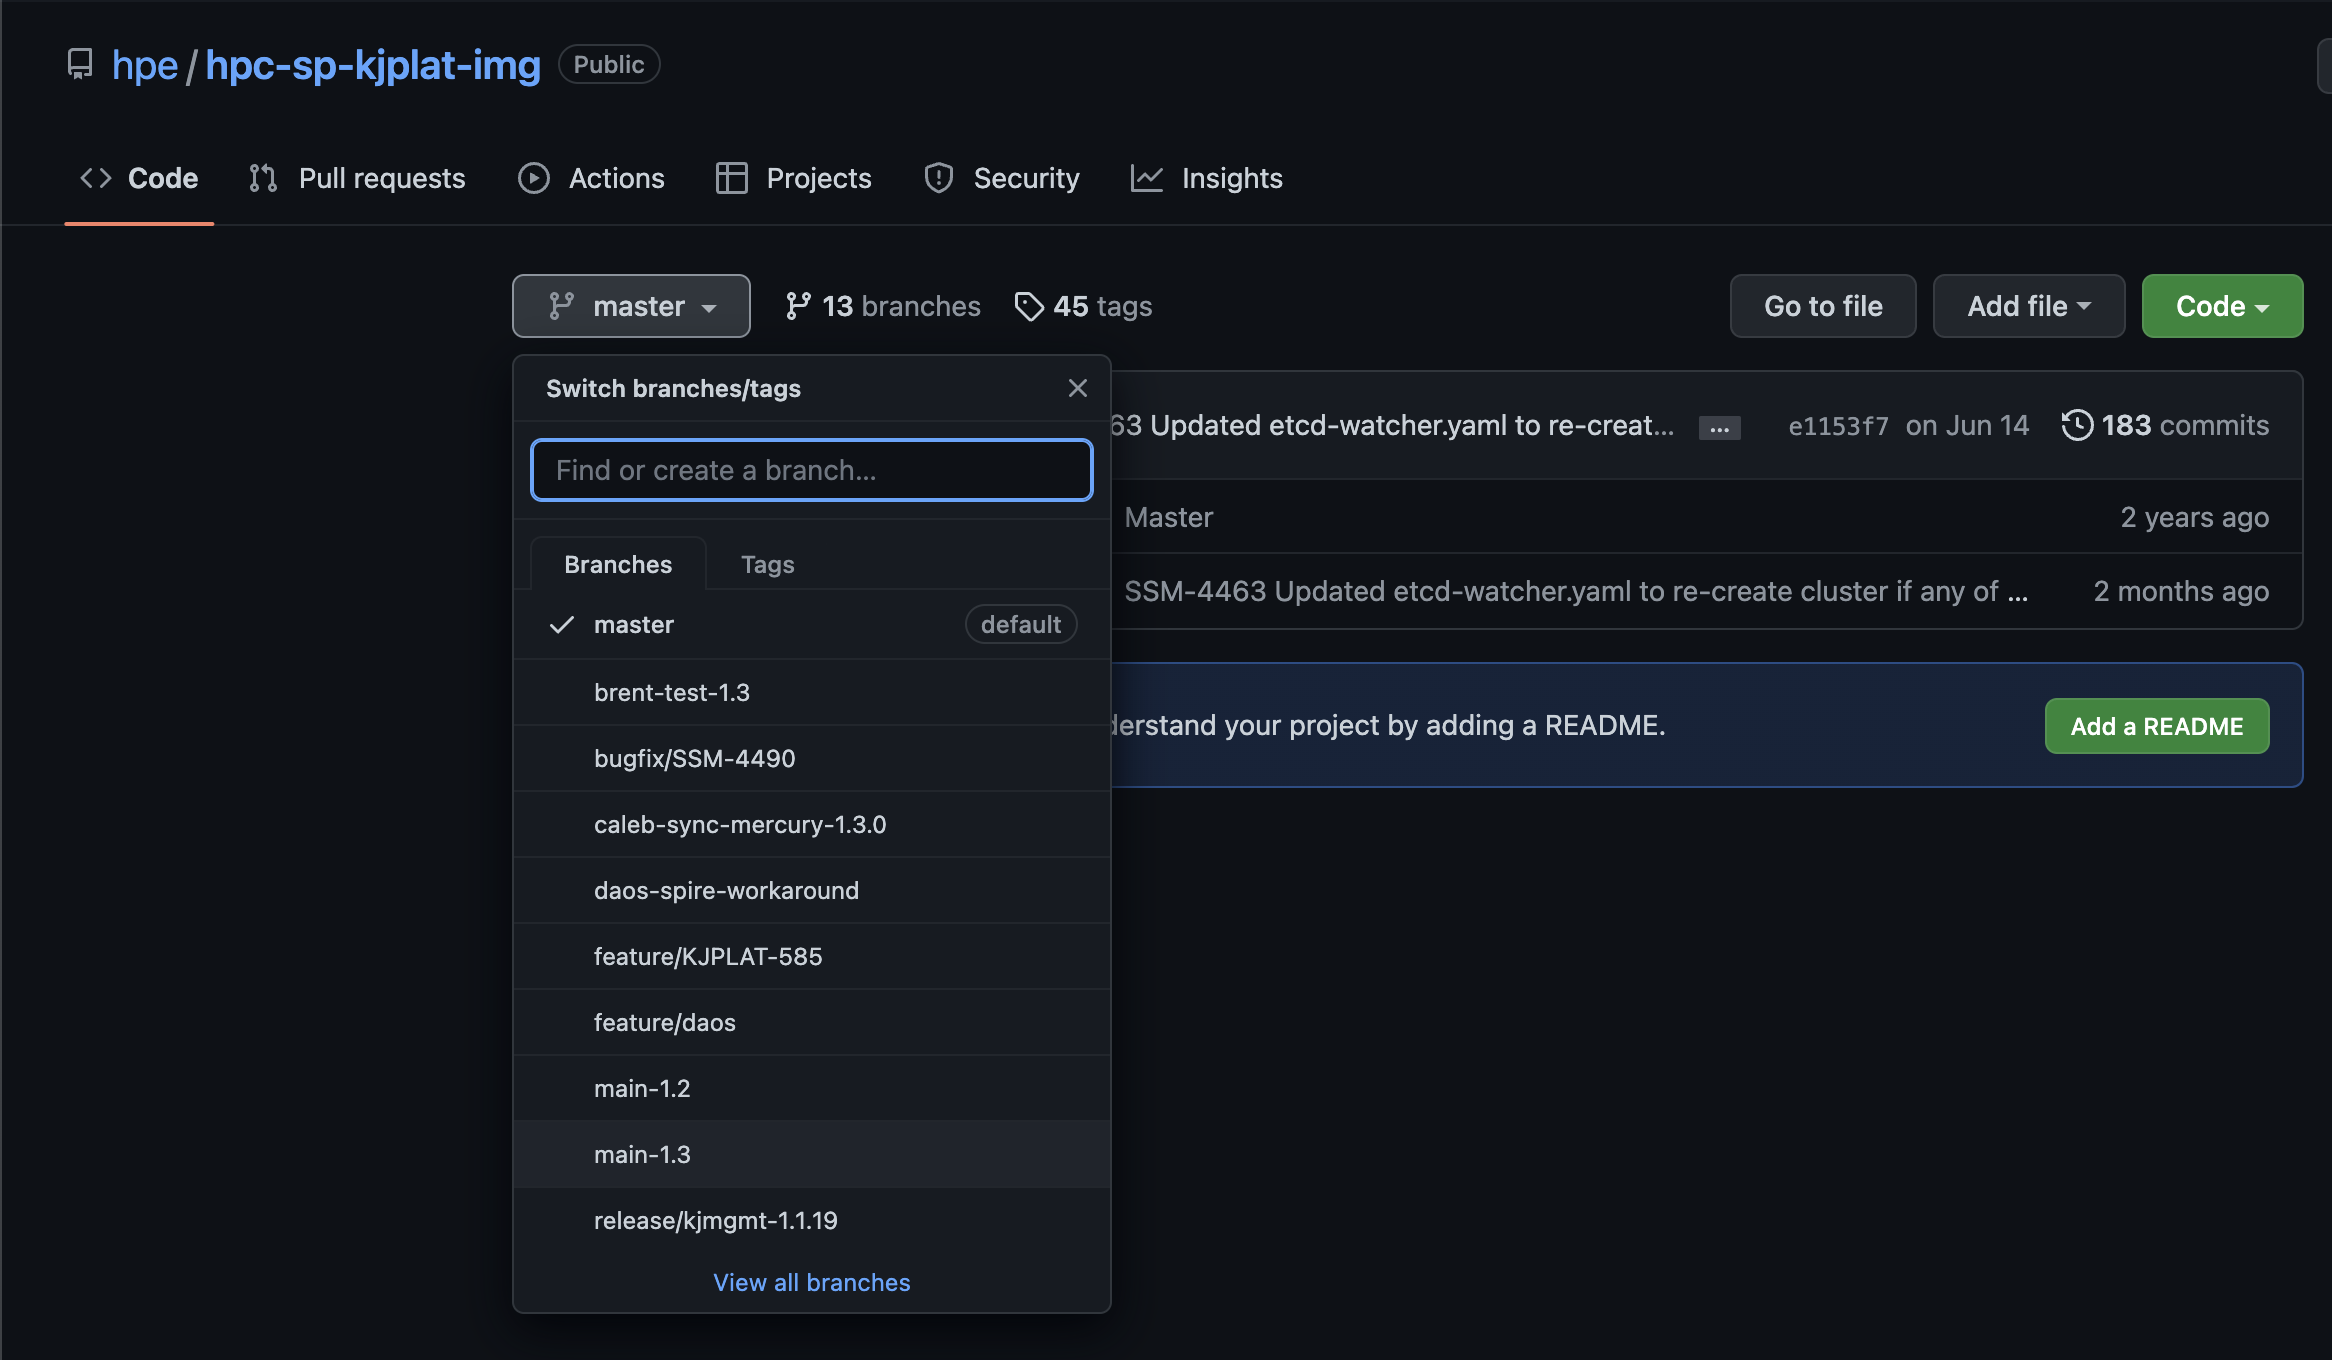 hpe / hpc-sp-kjplat-img Public
Code Pull requests Actions Projects Security Insights
master 13 branches 45 tags Go to file Add file Code
Switch branches/tags
63 Updated etcd-watcher.yaml to re-creat... ... e1153f7 on Jun 14 183 commits
Find or create a branch...
Master 2 years ago
Branches Tags
SSM-4463 Updated etcd-watcher.yaml to re-create cluster if any of ... 2 months ago
master default
brent-test-1.3
derstand your project by adding a README. Add a README
bugfix/SSM-4490
caleb-sync-mercury-1.3.0
daos-spire-workaround
feature/KJPLAT-585
feature/daos
main-1.2
main-1.3
release/kjmgmt-1.1.19
View all branches